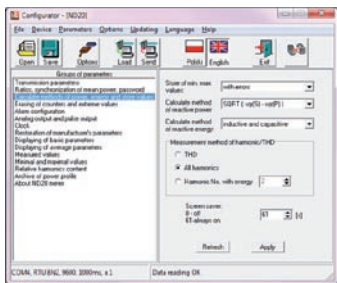 Configurator - [ND20]
File Device Parameters Options Updating Language Help
Open Save Options Load Send Polski English Exit
Groups of parameters
Transmission parameters
Ratios, synchronization of mean power, password
Calculate methods of power, energy and store values
Erasing of counters and extreme values
Alarm configuration
Analog output and pulse output
Clock
Restoration of manufacturer's parameters
Displaying of basic parameters
Displaying of average parameters
Measured values
Minimal and maximal values
Relative harmonics content
Archive of power profile
About ND20 meter
Store of min. max values:
with errors
Calculate method of reactive power
Calculate method of reactive energy
inductive and capacitive
Measurement method of harmonic/THD
THD
All harmonics
Harmonic No. with energy 2
Screen saver
0 - off
61-always on
61 [s]
Refresh Apply
Data reading OK